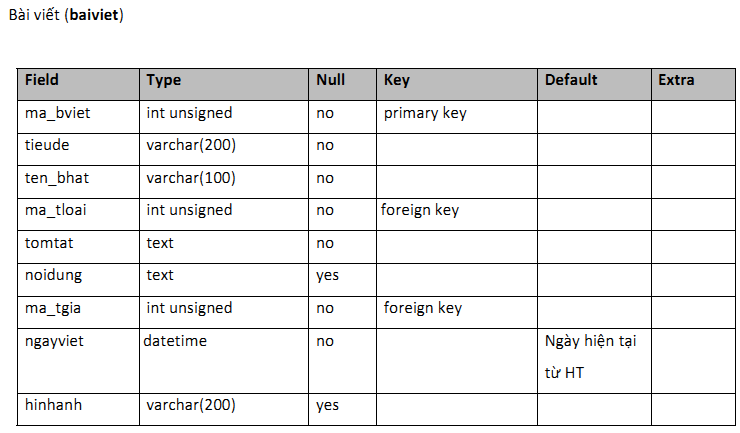 Bài viết (baiviet)
Field Type Null Key Default Extra
ma_bviet int unsigned no primary key
tieude varchar(200) no
ten_bhat varchar(100) no
ma_tloai int unsigned no foreign key
tomtat text no
noidung text yes
ma_tgia int unsigned no foreign key
ngayviet datetime no Ngày hiện tại
từ HT
hinhanh varchar(200) yes